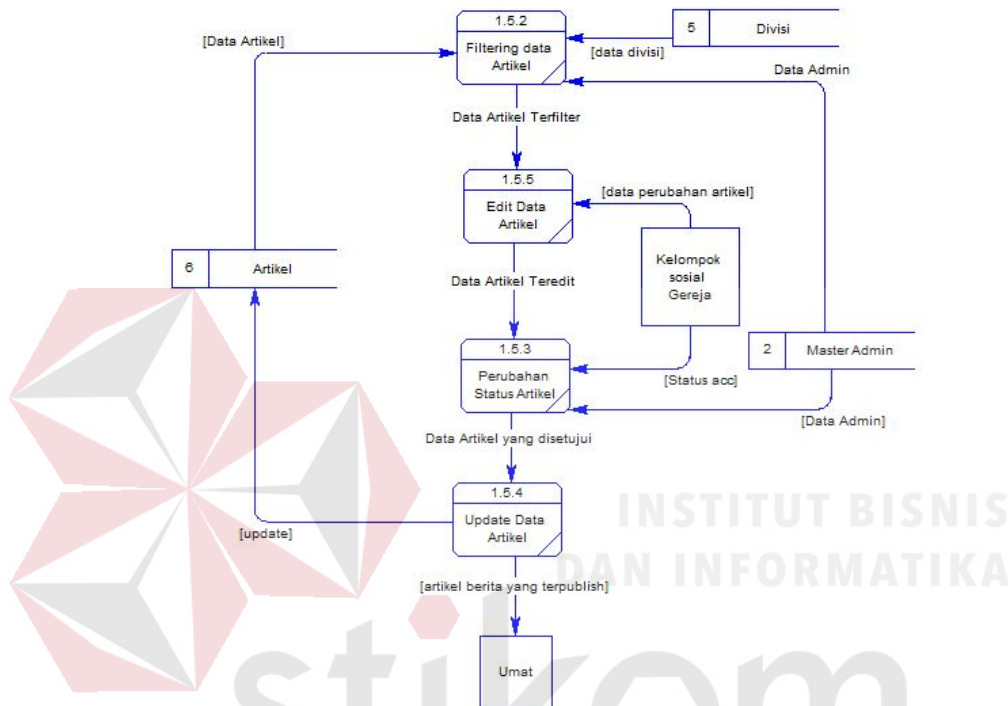 1.5.2
Filtering data
Artikel
5
Divisi
[Data Artikel]
[data divisi]
Data Admin
Data Artikel Terfilter
1.5.5
Edit Data
Artikel
[data perubahan artikel]
Kelompok
sosial
Gereja
6
Artikel
Data Artikel Teredit
1.5.3
Perubahan
Status Artikel
2
Master Admin
[Status acc]
[Data Admin]
Data Artikel yang disetujui
1.5.4
Update Data
Artikel
[update]
INSTITUT BISNIS
DAN INFORMATIKA
[artikel berita yang terpublish]
Umat
stikom